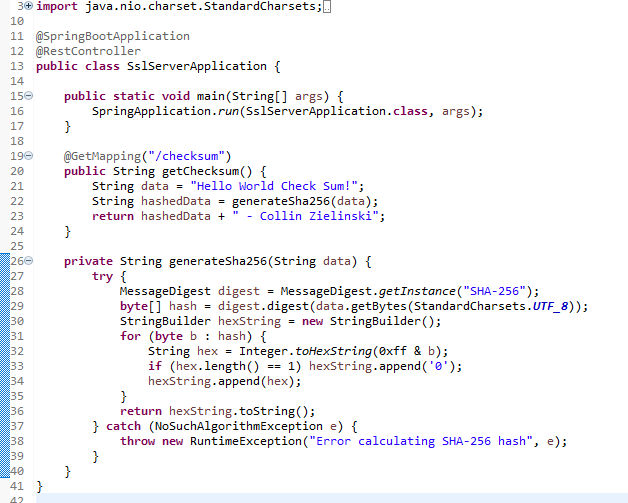 3 import java.nio.charset.StandardCharsets;
10
11 @SpringBootApplication
12 @RestController
13 public class SslServerApplication {
14
15     public static void main(String[] args) {
16         SpringApplication.run(SslServerApplication.class, args);
17     }
18
19     @GetMapping("/checksum")
20     public String getChecksum() {
21         String data = "Hello World Check Sum!";
22         String hashedData = generateSha256(data);
23         return hashedData + " - Collin Zielinski";
24     }
25
26     private String generateSha256(String data) {
27         try {
28             MessageDigest digest = MessageDigest.getInstance("SHA-256");
29             byte[] hash = digest.digest(data.getBytes(StandardCharsets.UTF_8));
30             StringBuilder hexString = new StringBuilder();
31             for (byte b : hash) {
32                 String hex = Integer.toHexString(0xff & b);
33                 if (hex.length() == 1) hexString.append('0');
34                 hexString.append(hex);
35             }
36             return hexString.toString();
37         } catch (NoSuchAlgorithmException e) {
38             throw new RuntimeException("Error calculating SHA-256 hash", e);
39         }
40     }
41 }
42